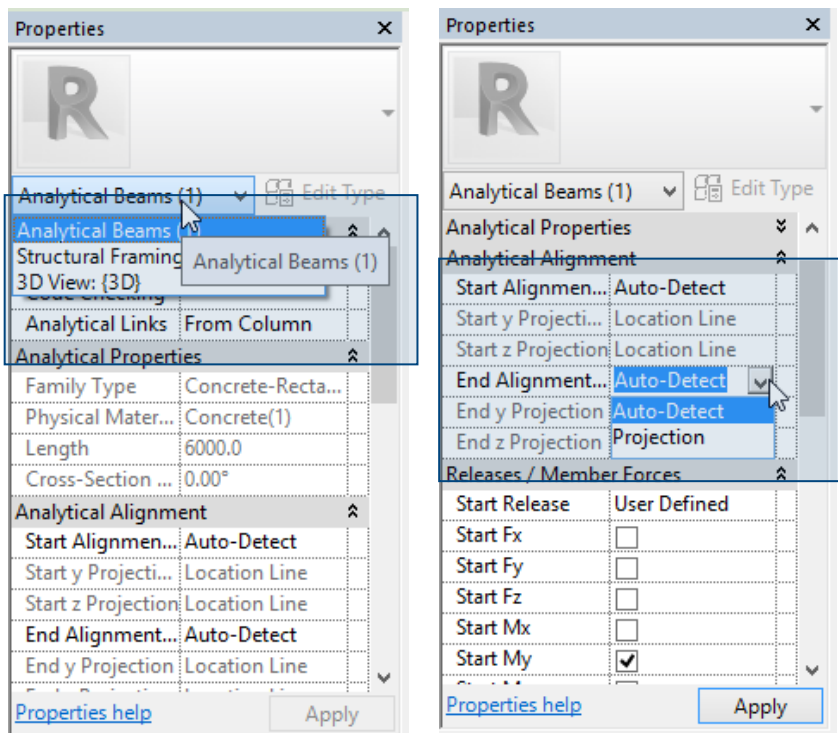 Properties
Analytical Beams (1) Edit Type
Analytical Beams
Structural Framing
3D View: {3D}
Analytical Beams (1)
Code Checking
Analytical Links From Column
Analytical Properties
Family Type Concrete-Recta...
Physical Mater... Concrete(1)
Length 6000.0
Cross-Section ... 0.00°
Analytical Alignment
Start Alignmen... Auto-Detect
Start y Projecti... Location Line
Start z Projection Location Line
End Alignment... Auto-Detect
End y Projection Location Line
Properties help Apply
Properties
Analytical Beams (1) Edit Type
Analytical Properties
Analytical Alignment
Start Alignmen... Auto-Detect
Start y Projecti... Location Line
Start z Projection Location Line
End Alignment... Auto-Detect
End y Projection Auto-Detect
End z Projection Projection
Releases / Member Forces
Start Release User Defined
Start Fx
Start Fy
Start Fz
Start Mx
Start My
Properties help Apply